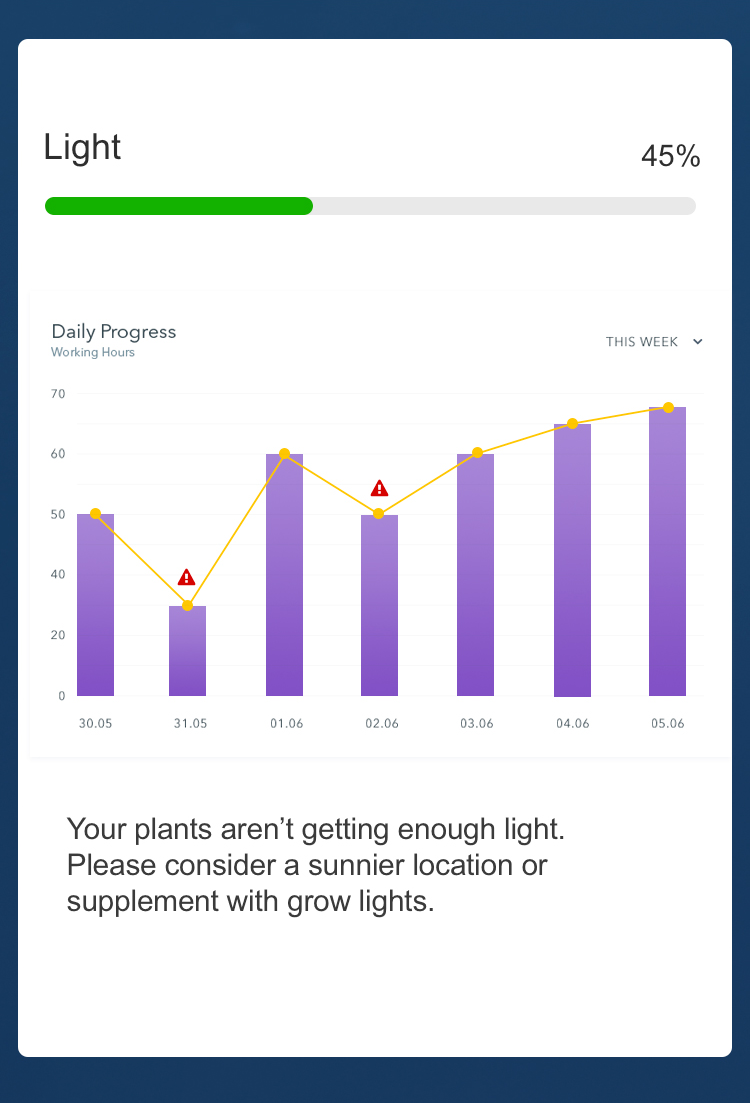 Light
45%
Daily Progress
Working Hours
THIS WEEK
70
60
50
40
20
0
30.05
31.05
01.06
02.06
03.06
04.06
05.06
Your plants aren’t getting enough light.
Please consider a sunnier location or
supplement with grow lights.